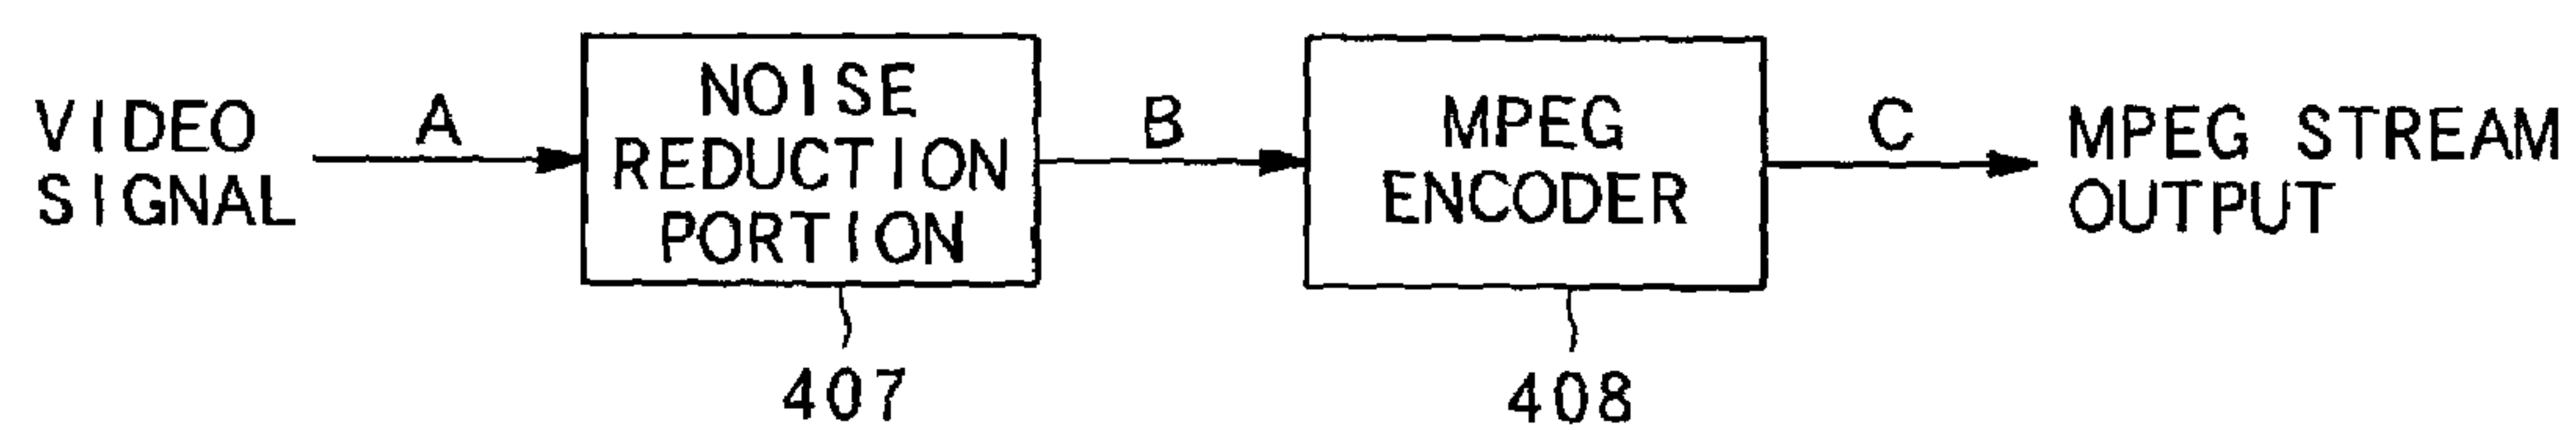 VIDEO
SIGNAL
A
NOISE
REDUCTION
PORTION
407
B
MPEG
ENCODER
408
C
MPEG STREAM
OUTPUT